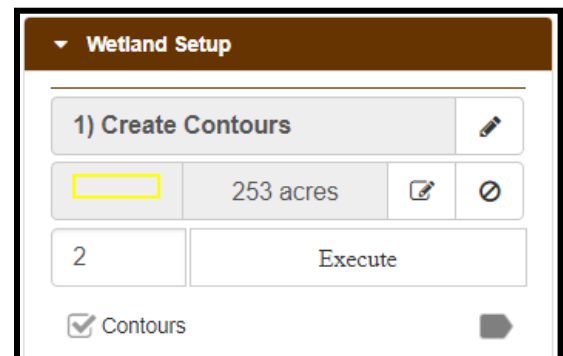 Wetland Setup
1) Create Contours
253 acres
2 Execute
Contours